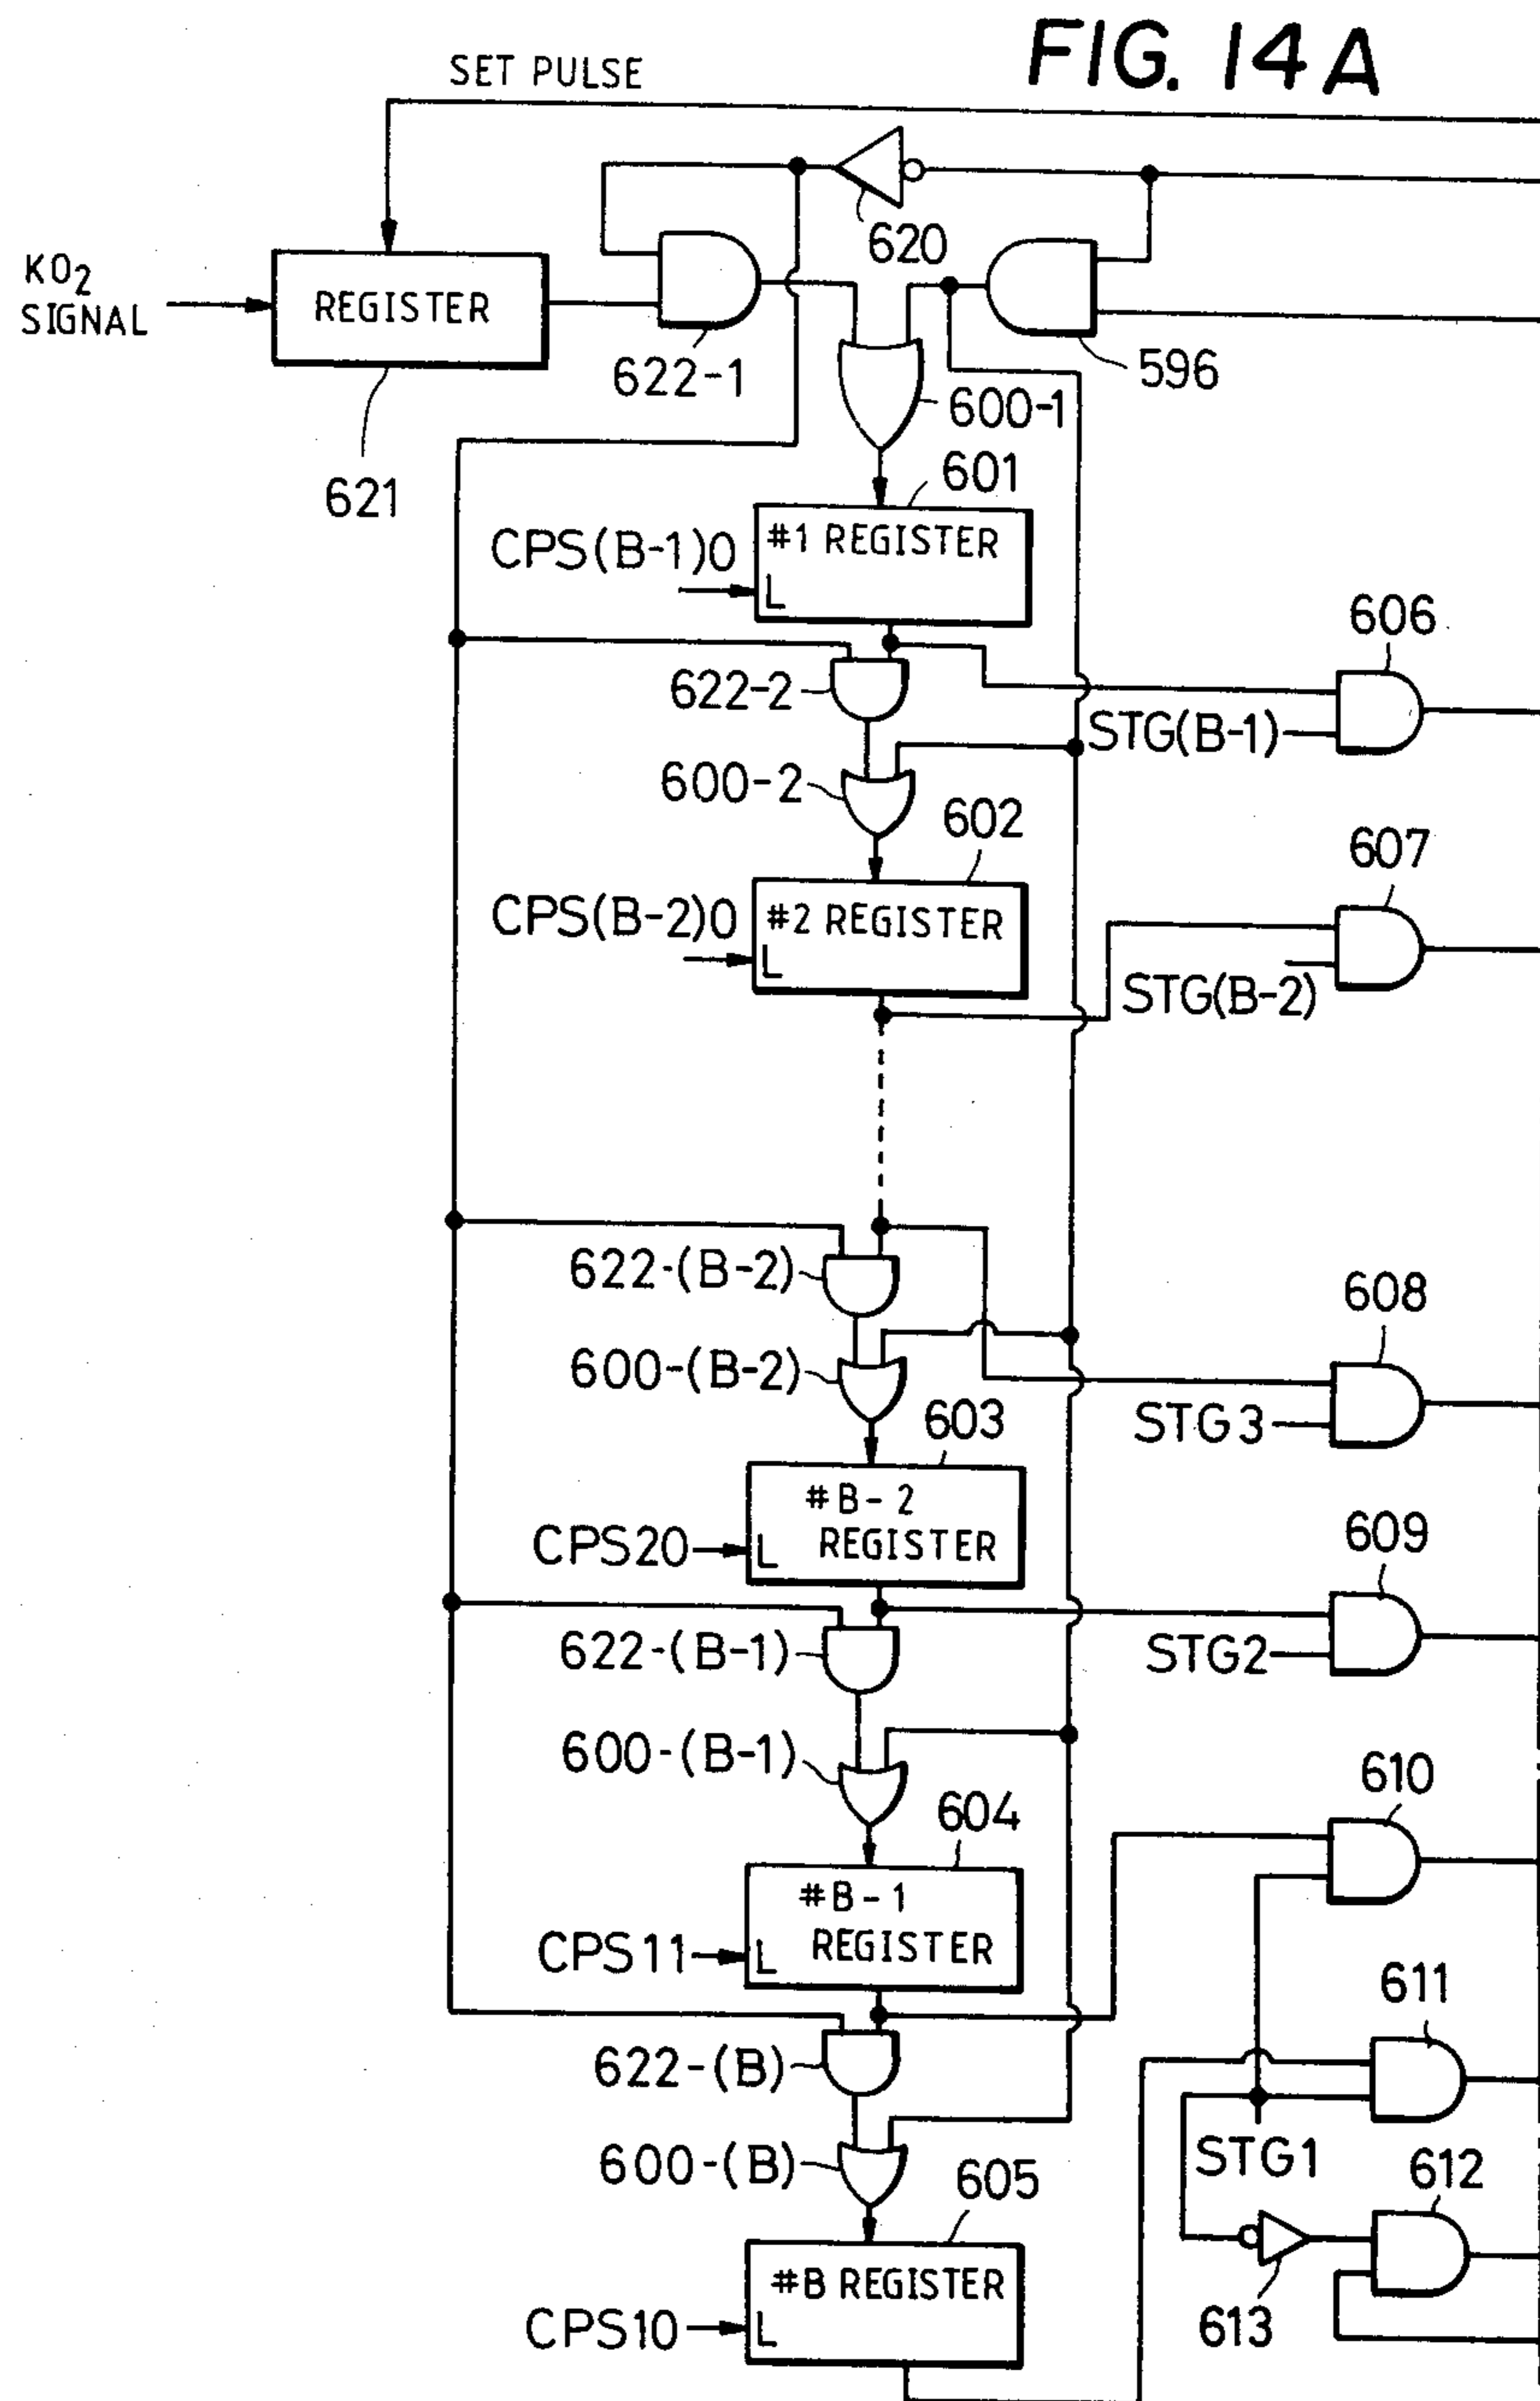 FIG. 14A
SET PULSE
620
KO2
SIGNAL
REGISTER
622-1
596
600-1
621
601
CPS(B-1)0
#1 REGISTER
L
606
622-2
STG(B-1)
600-2
602
607
CPS(B-2)0
#2 REGISTER
L
STG(B-2)
622-(B-2)
608
600-(B-2)
STG3
603
#B-2
REGISTER
CPS20
L
609
622-(B-1)
STG2
600-(B-1)
610
604
#B-1
REGISTER
CPS11
L
611
622-(B)
STG1
600-(B)
612
605
#B REGISTER
613
CPS10
L